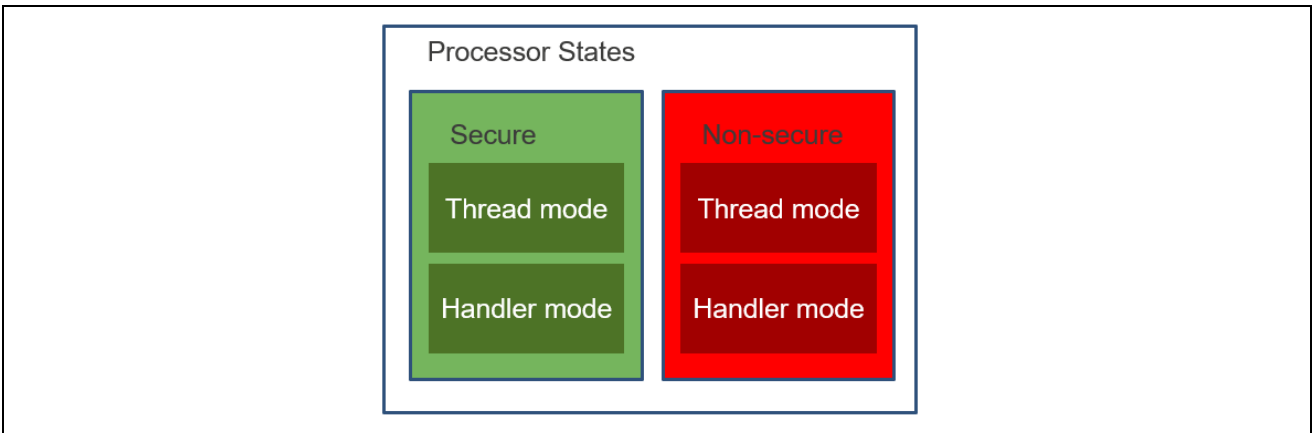 Processor States
Secure
Thread mode
Handler mode
Non-secure
Thread mode
Handler mode